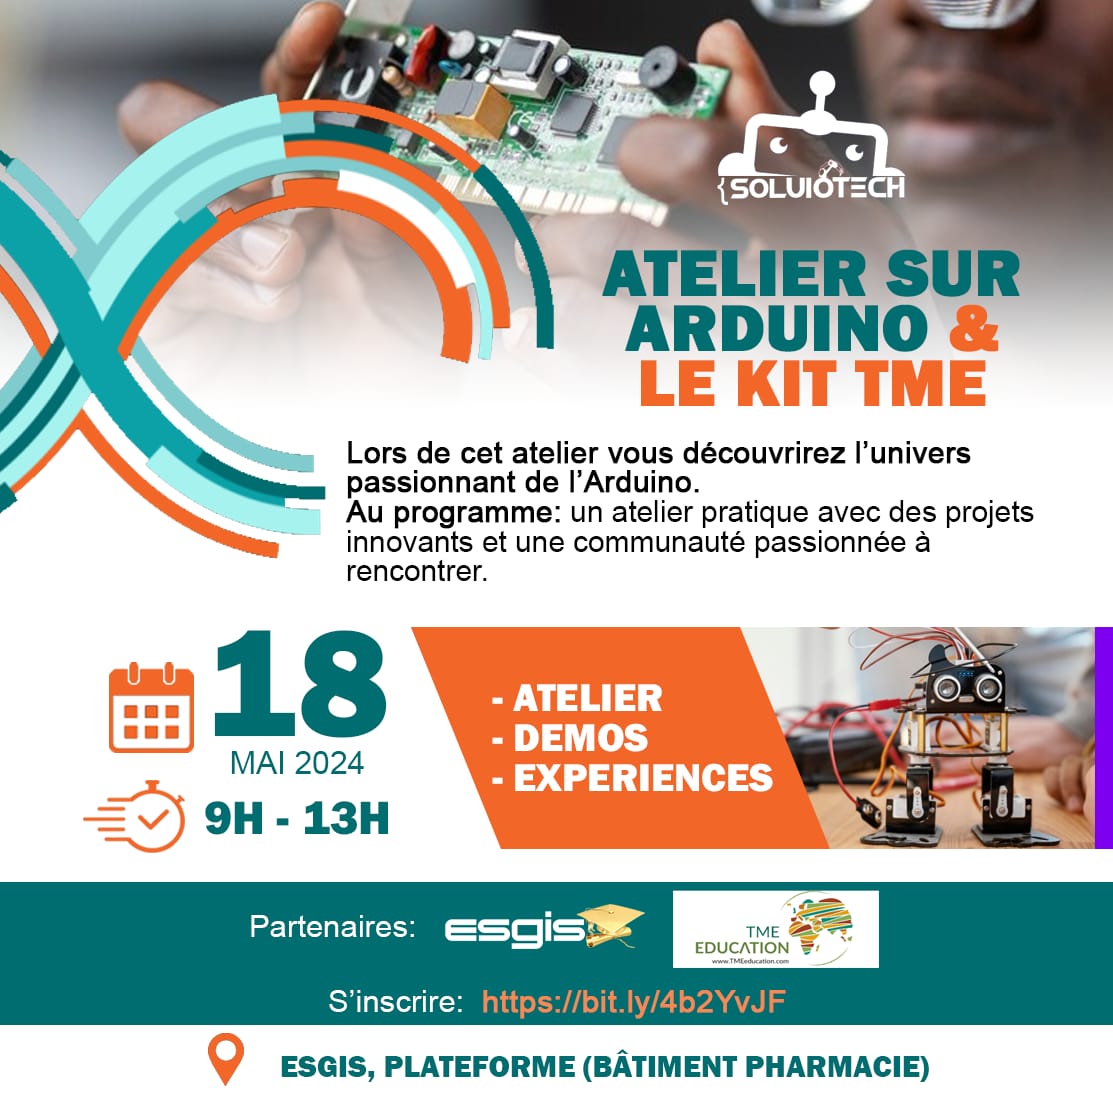 {SOLUIOTECH
ATELIER SUR
ARDUINO &
LE KIT TME
Lors de cet atelier vous découvrirez l'univers
passionnant de l'Arduino.
Au programme: un atelier pratique avec des projets
innovants et une communauté passionnée à
rencontrer.
18
MAI 2024
9H - 13H
- ATELIER
- DEMOS
- EXPERIENCES
Partenaires:
esgis
TME
EDUCATION
www.TMEeducation.com
S'inscrire: https://bit.ly/4b2YvJF
ESGIS, PLATEFORME (BÂTIMENT PHARMACIE)